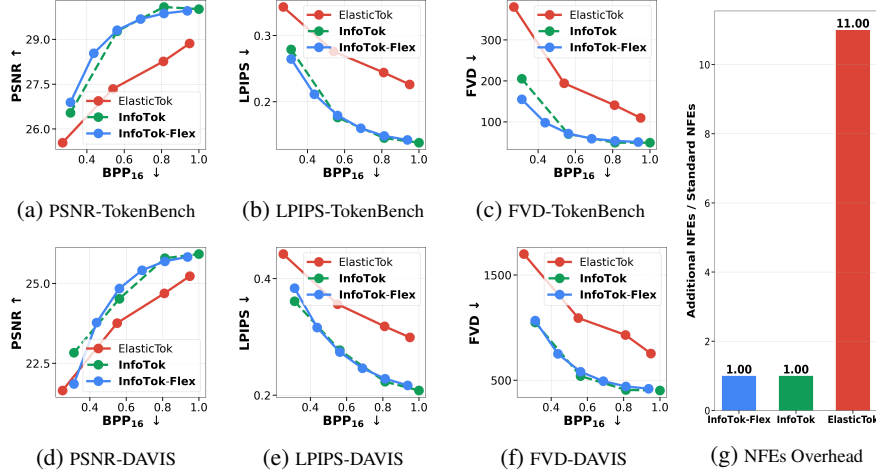 PSNR ↑
29.0
27.5
26.0
ElasticTok
InfoTok
InfoTok-Flex
0.4 0.6 0.8 1.0
BPP16 ↓
(a) PSNR-TokenBench
LPIPS ↓
0.3
0.2
ElasticTok
InfoTok
InfoTok-Flex
0.4 0.6 0.8 1.0
BPP16 ↓
(b) LPIPS-TokenBench
FVD ↓
300
200
100
ElasticTok
InfoTok
InfoTok-Flex
0.4 0.6 0.8 1.0
BPP16 ↓
(c) FVD-TokenBench
PSNR ↑
25.0
22.5
ElasticTok
InfoTok
InfoTok-Flex
0.4 0.6 0.8 1.0
BPP16 ↓
(d) PSNR-DAVIS
LPIPS ↓
0.4
0.2
ElasticTok
InfoTok
InfoTok-Flex
0.4 0.6 0.8 1.0
BPP16 ↓
(e) LPIPS-DAVIS
FVD ↓
1500
500
ElasticTok
InfoTok
InfoTok-Flex
0.4 0.6 0.8 1.0
BPP16 ↓
(f) FVD-DAVIS
Additional NFEs / Standard NFEs
10
8
6
4
2
0
1.00 1.00 11.00
InfoTok-Flex InfoTok ElasticTok
(g) NFEs Overhead